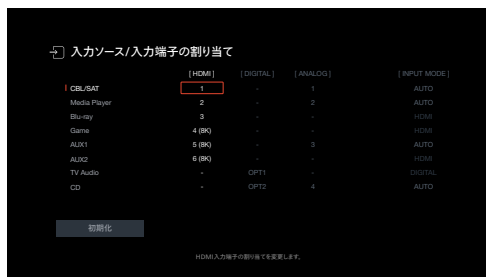 入力ソース/入力端子の割り当て
[ HDMI ] [ DIGITAL ] [ ANALOG ] [ INPUT MODE ]
CBL/SAT 1 - 1 AUTO
Media Player 2 - 2 AUTO
Blu-ray 3 - - HDMI
Game 4 (8K) - - HDMI
AUX1 5 (8K) - 3 AUTO
AUX2 6 (8K) - - HDMI
TV Audio - OPT1 - DIGITAL
CD - OPT2 4 AUTO
初期化
HDMI入力端子の割り当てを変更します。